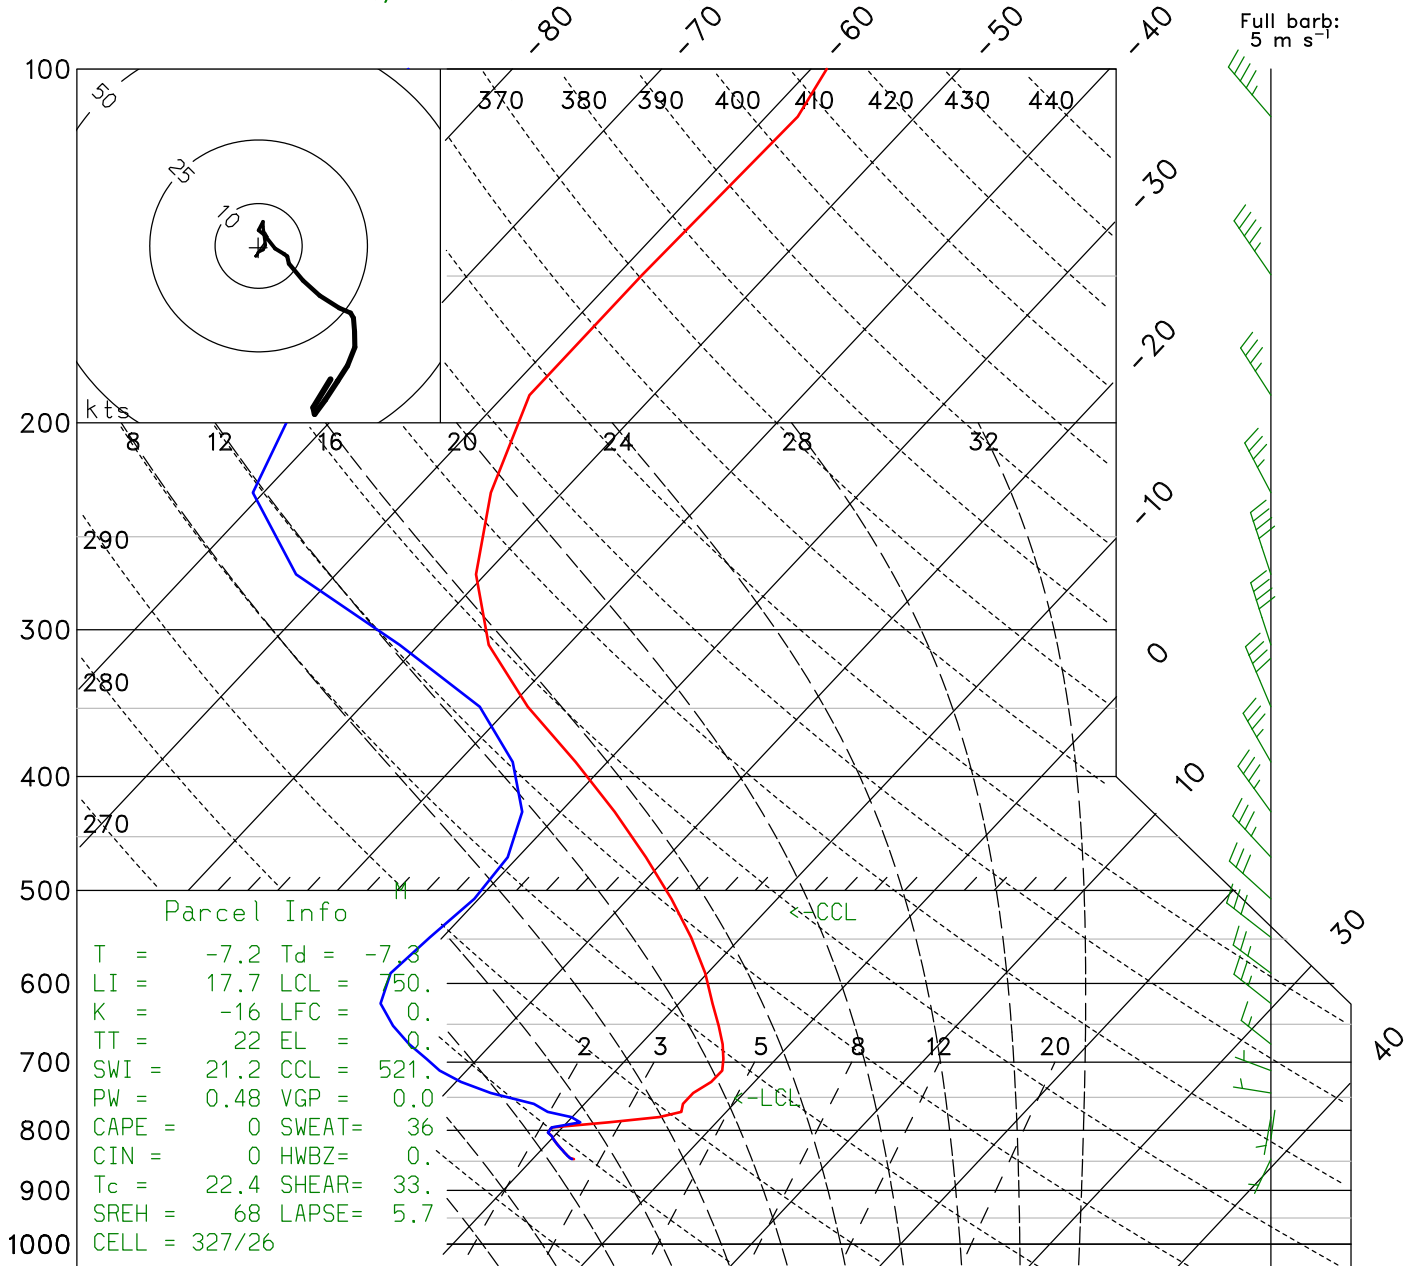 -80 -70 -60 -50 -40
Full barb:
5 m s⁻¹
100
50
370 380 390 400 410 420 430 440
25
-30
10
-20
kts
200
8 12 16 20 24 28 32
-10
290
300
0
280
10
400
270
500
M
Parcel Info
<-CCL
30
T = -7.2 Td = -7.3
LI = 17.7 LCL = 750.
600
K = -16 LFC = 0.
TT = 22 EL = 0.
2 3 5 8 12 20
40
700
SWI = 21.2 CCL = 521.
PW = 0.48 VGP = 0.0
<-LCL
CAPE = 0 SWEAT= 36
800
CIN = 0 HWBZ= 0.
Tc = 22.4 SHEAR= 33.
900
SREH = 68 LAPSE= 5.7
CELL = 327/26
1000